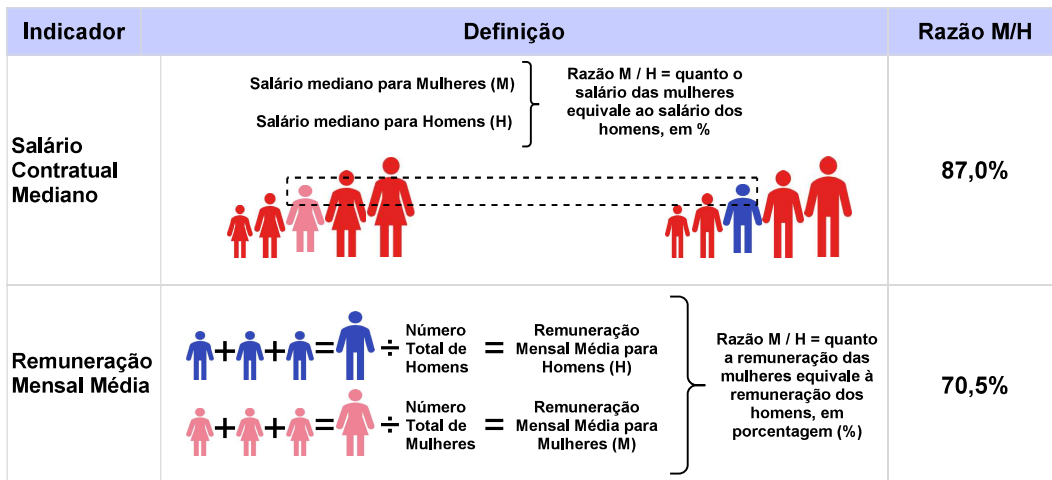 Indicador
Definição
Razão M/H
Salário
Contratual
Mediano
Salário mediano para Mulheres (M)
Salário mediano para Homens (H)
Razão M / H = quanto o
salário das mulheres
equivale ao salário dos
homens, em %
87,0%
Remuneração
Mensal Média
+ + = ÷
Número
Total de
Homens
=
Remuneração
Mensal Média para
Homens (H)
+ + = ÷
Número
Total de
Mulheres
=
Remuneração
Mensal Média para
Mulheres (M)
Razão M / H = quanto
a remuneração das
mulheres equivale à
remuneração dos
homens, em
porcentagem (%)
70,5%